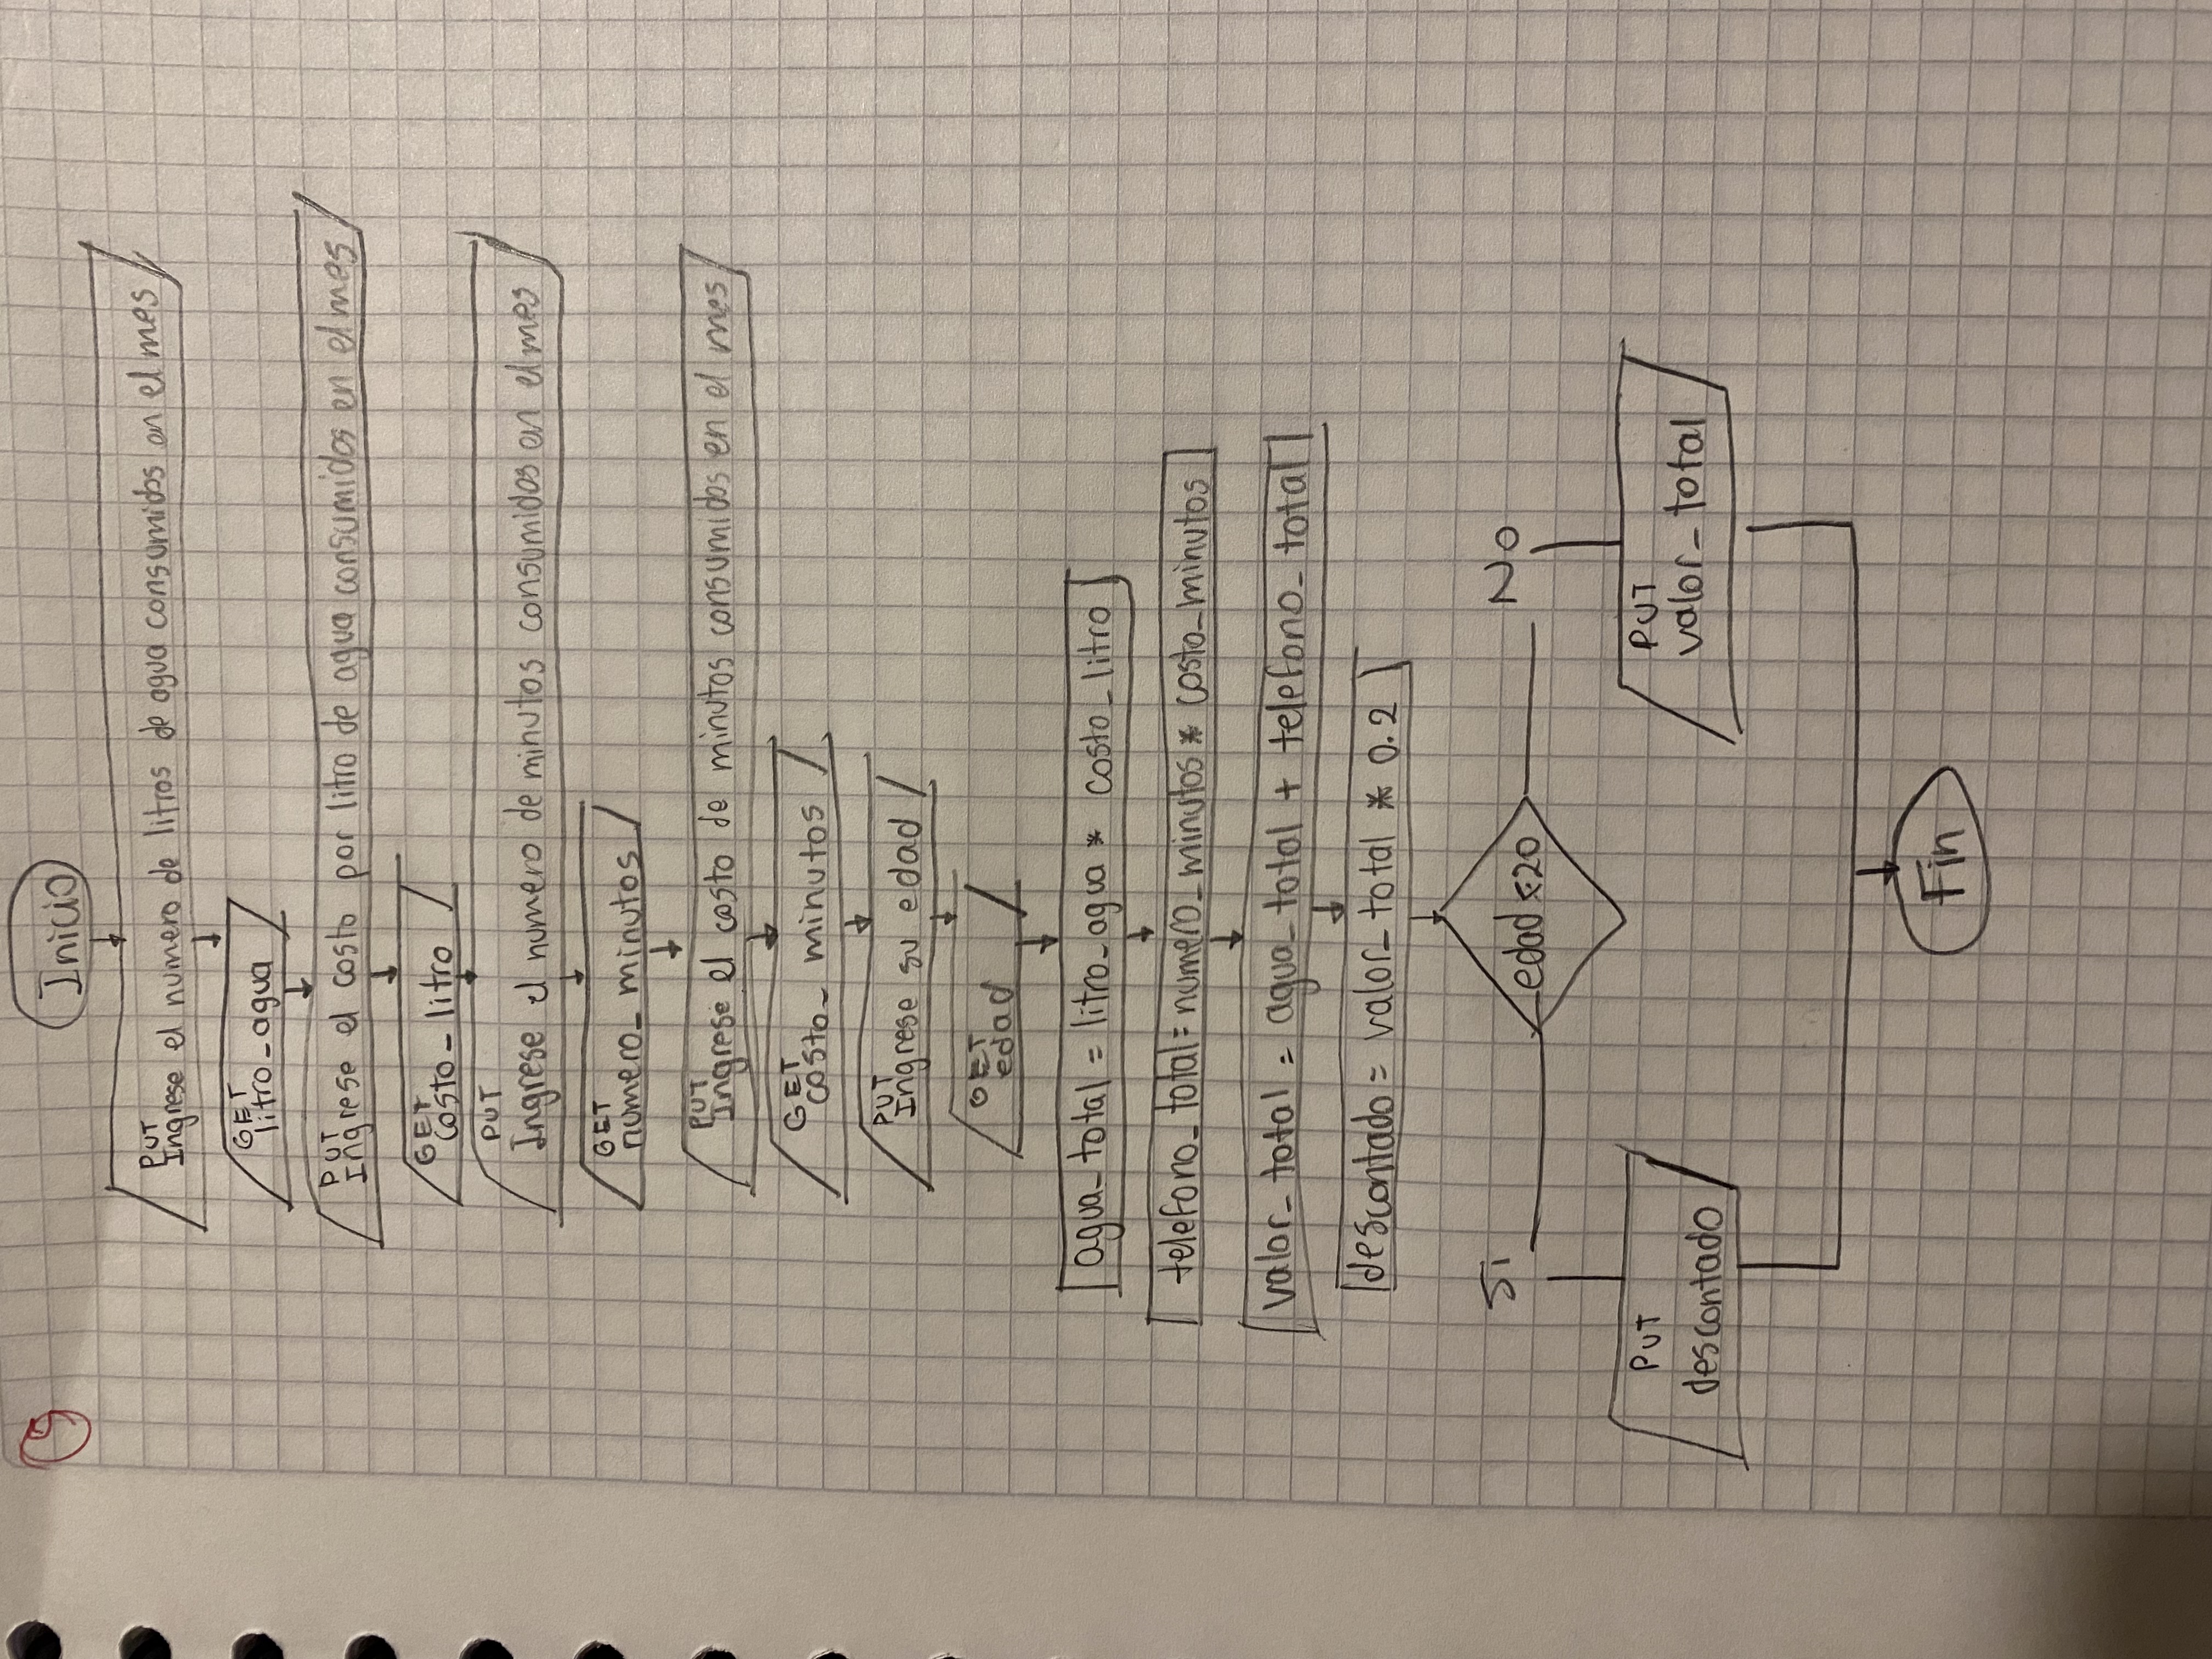 9
Inicio
PUT
Ingrese el numero de litros de agua consumidos en el mes
GET
litro_agua
PUT
Ingrese el costo por litro de agua consumidos en el mes
GET
costo_litro
PUT
Ingrese el numero de minutos consumidos en el mes
GET
numero_minutos
PUT
Ingrese el costo de minutos consumidos en el mes
GET
costo_minutos
PUT
Ingrese su edad
GET
edad
agua_total = litro_agua * costo_litro
telefono_total = numero_minutos * costo_minutos
valor_total = agua_total + telefono_total
descontado = valor_total * 0.2
Si
edad ≤ 20
No
PUT
descontado
PUT
valor_total
Fin